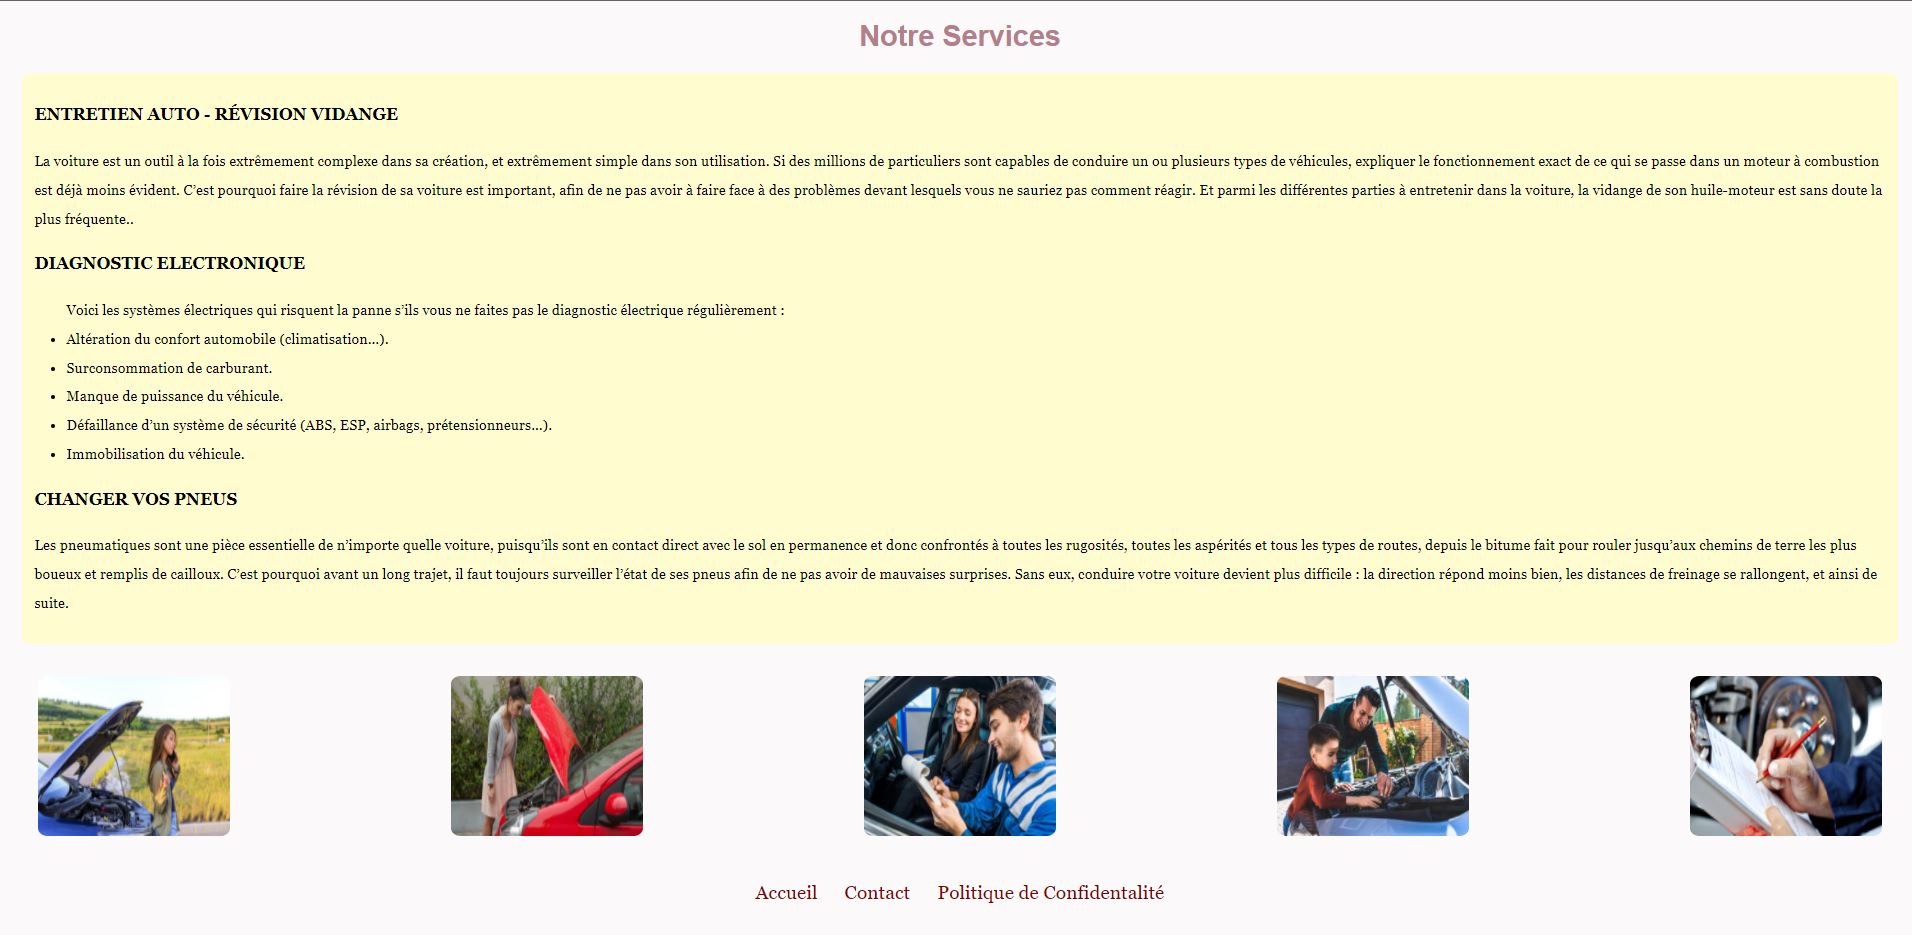 Notre Services
ENTRETIEN AUTO - RÉVISION VIDANGE
La voiture est un outil à la fois extrêmement complexe dans sa création, et extrêmement simple dans son utilisation. Si des millions de particuliers sont capables de conduire un ou plusieurs types de véhicules, expliquer le fonctionnement exact de ce qui se passe dans un moteur à combustion
est déjà moins évident. C’est pourquoi faire la révision de sa voiture est important, afin de ne pas avoir à faire face à des problèmes devant lesquels vous ne sauriez pas comment réagir. Et parmi les différentes parties à entretenir dans la voiture, la vidange de son huile-moteur est sans doute la
plus fréquente..
DIAGNOSTIC ELECTRONIQUE
Voici les systèmes électriques qui risquent la panne s’ils vous ne faites pas le diagnostic électrique régulièrement :
• Altération du confort automobile (climatisation…).
• Surconsommation de carburant.
• Manque de puissance du véhicule.
• Défaillance d’un système de sécurité (ABS, ESP, airbags, prétensionneurs…).
• Immobilisation du véhicule.
CHANGER VOS PNEUS
Les pneumatiques sont une pièce essentielle de n’importe quelle voiture, puisqu’ils sont en contact direct avec le sol en permanence et donc confrontés à toutes les rugosités, toutes les aspérités et tous les types de routes, depuis le bitume fait pour rouler jusqu’aux chemins de terre les plus
boueux et remplis de cailloux. C’est pourquoi avant un long trajet, il faut toujours surveiller l’état de ses pneus afin de ne pas avoir de mauvaises surprises. Sans eux, conduire votre voiture devient plus difficile : la direction répond moins bien, les distances de freinage se rallongent, et ainsi de
suite.
Accueil Contact Politique de Confidentalité